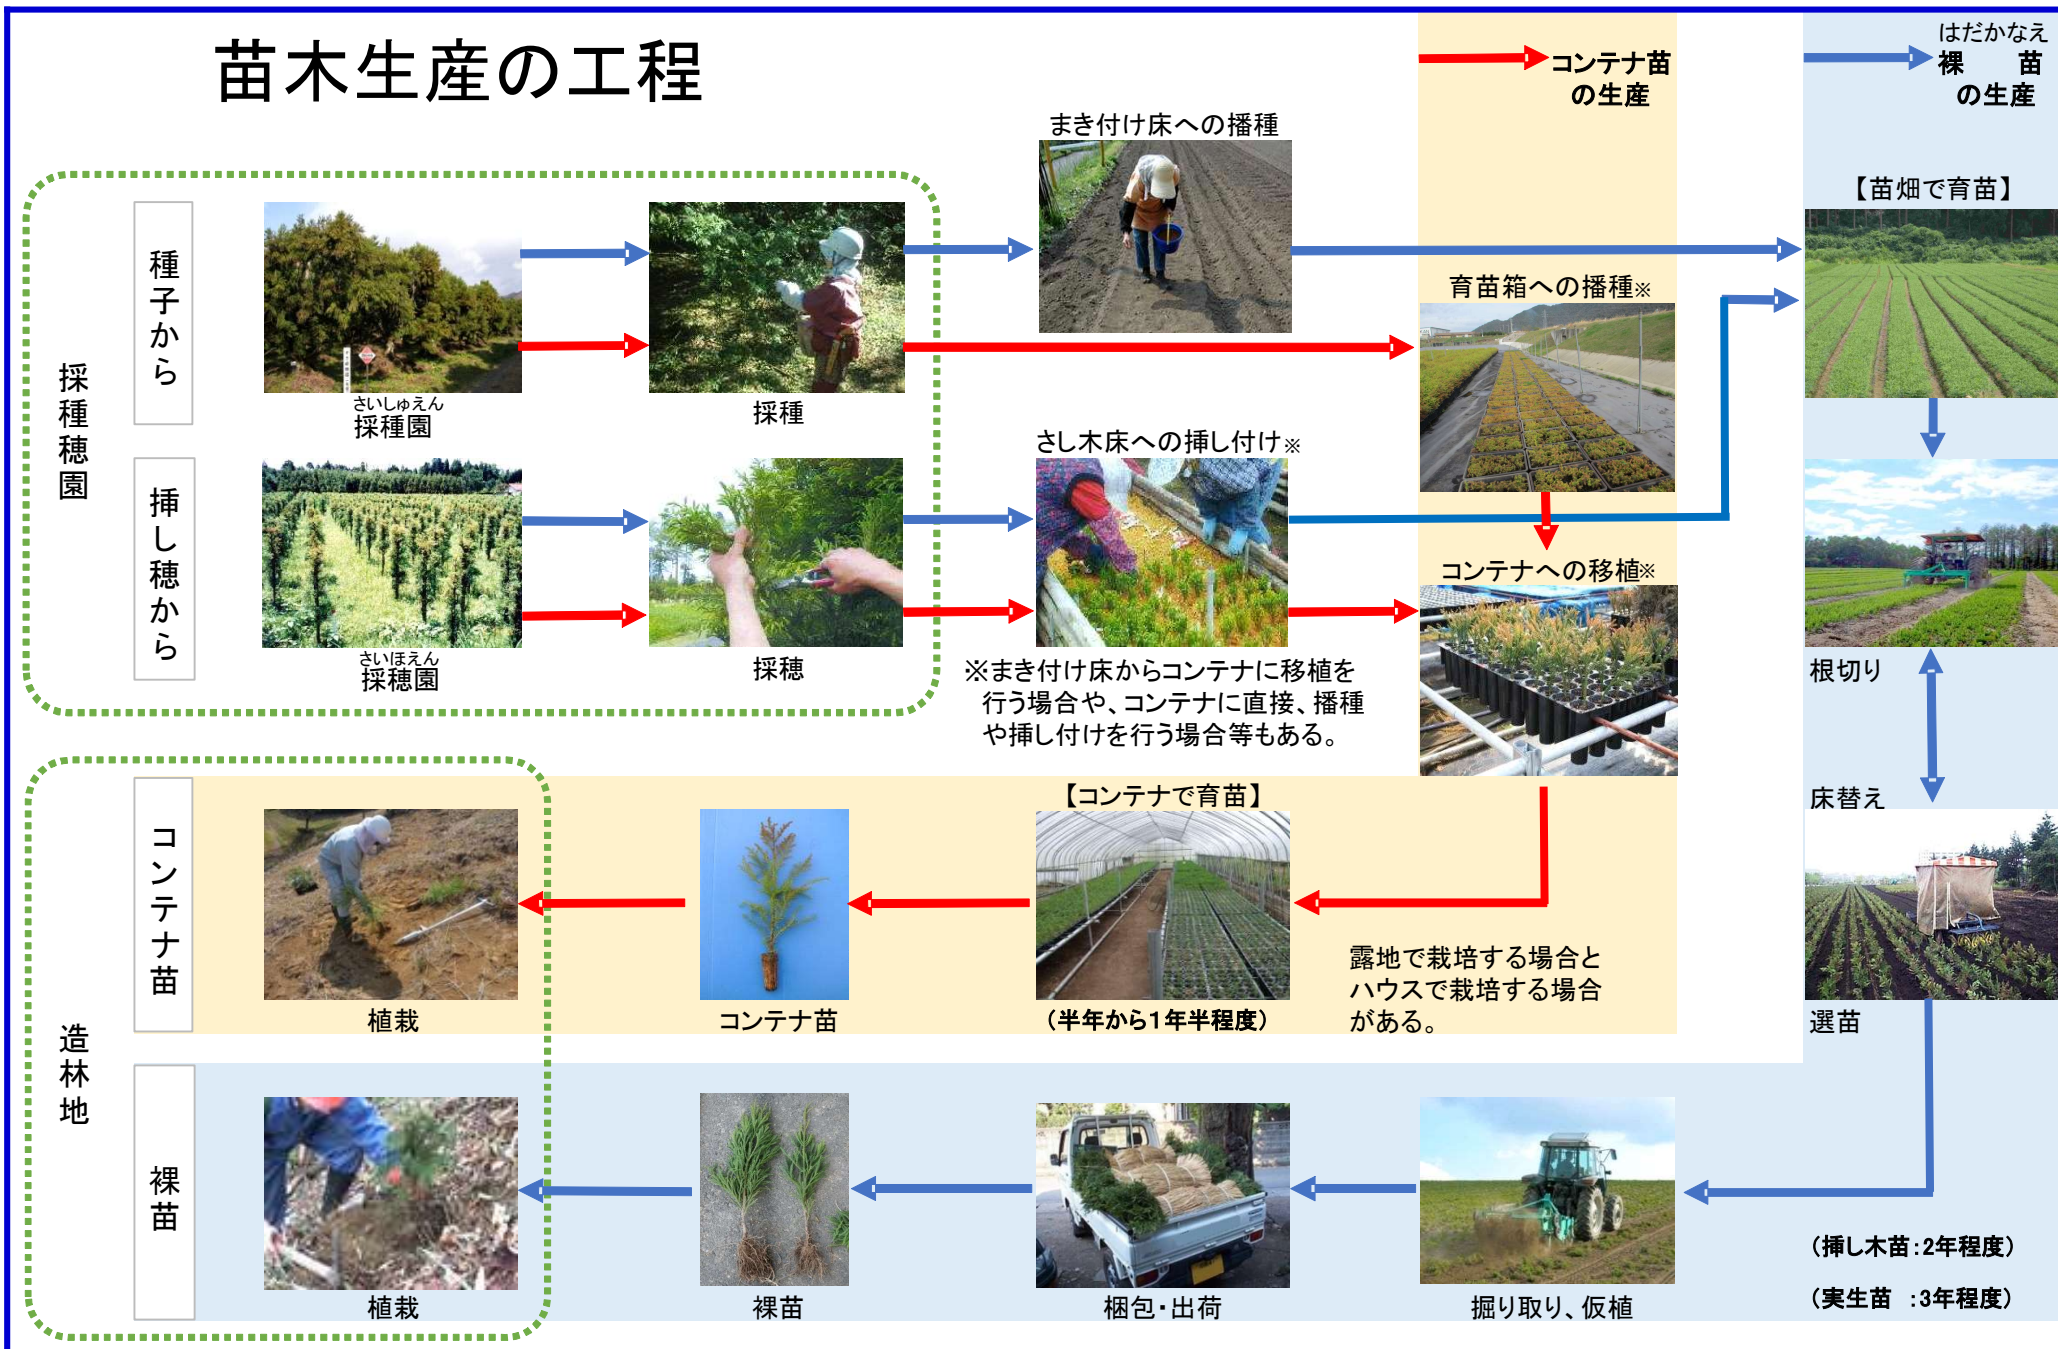 苗木生産の工程
コンテナ苗
の生産
はだかなえ
裸 苗
の生産
採種穂園
種子から
さいしゅえん
採種園
採種
まき付け床への播種
育苗箱への播種※
【苗畑で育苗】
挿し穂から
さいほえん
採穂園
採穂
さし木床への挿し付け※
コンテナへの移植※
※まき付け床からコンテナに移植を
行う場合や、コンテナに直接、播種
や挿し付けを行う場合等もある。
根切り
床替え
選苗
造林地
コンテナ苗
植栽
コンテナ苗
【コンテナで育苗】
(半年から1年半程度)
露地で栽培する場合と
ハウスで栽培する場合
がある。
裸苗
植栽
裸苗
梱包・出荷
掘り取り、仮植
(挿し木苗:2年程度)
(実生苗 :3年程度)